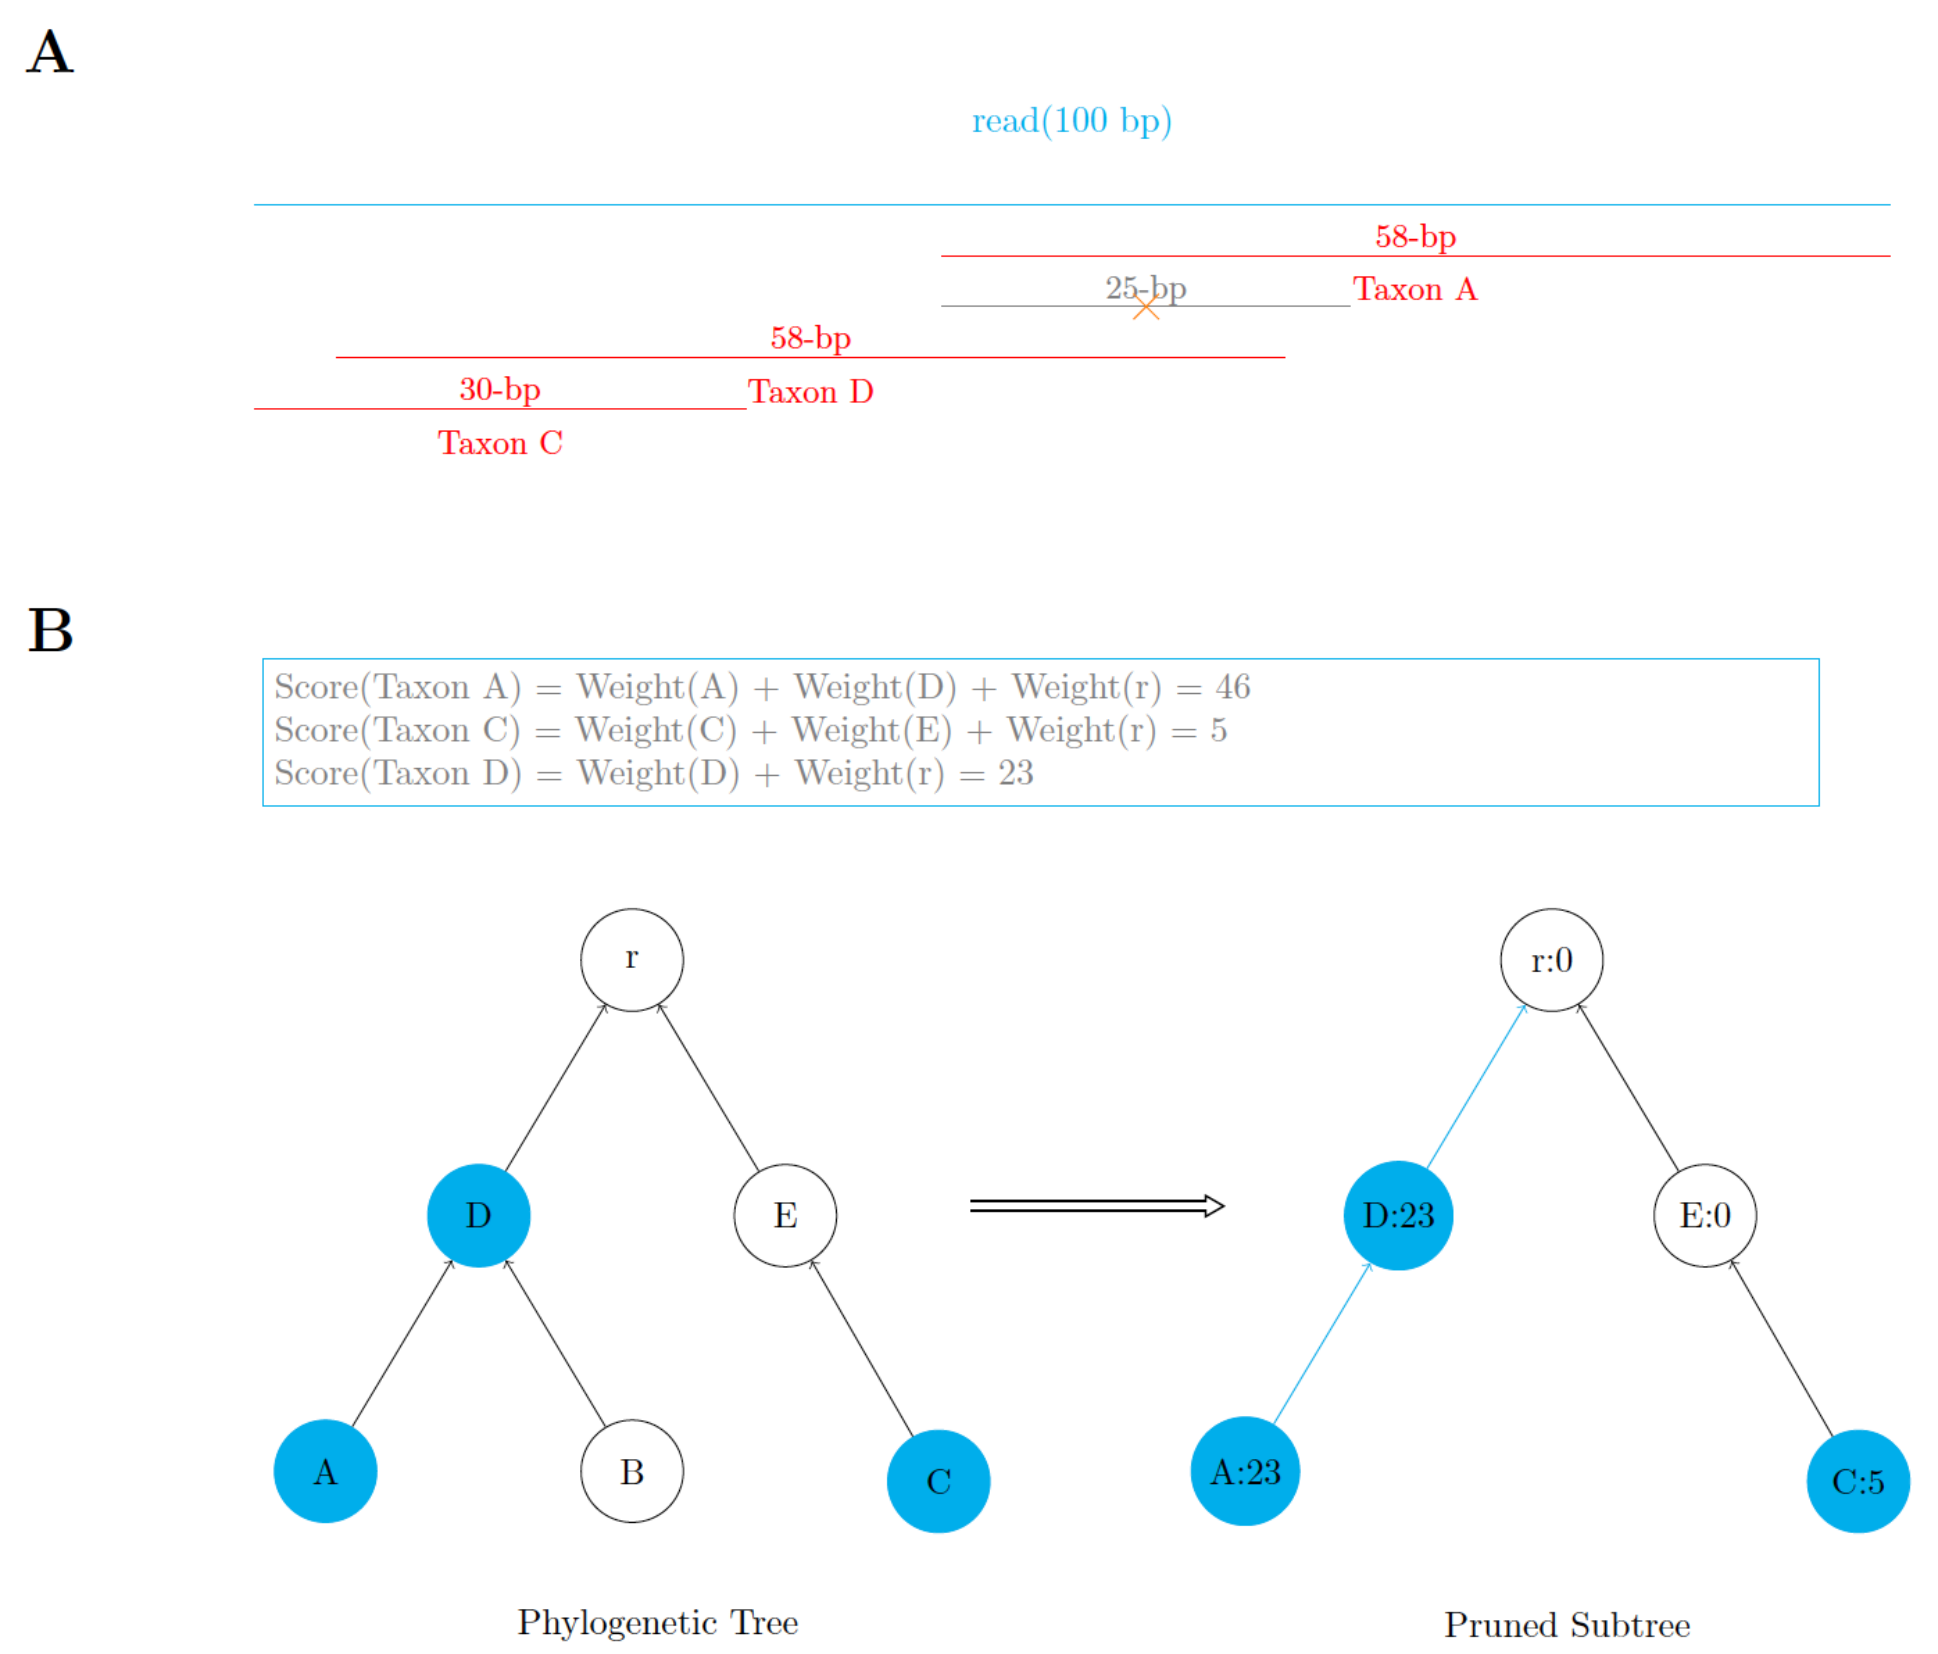 A
read(100 bp)
58-bp
Taxon A
25-bp
58-bp
Taxon D
30-bp
Taxon C
B
Score(Taxon A) = Weight(A) + Weight(D) + Weight(r) = 46
Score(Taxon C) = Weight(C) + Weight(E) + Weight(r) = 5
Score(Taxon D) = Weight(D) + Weight(r) = 23
r
D
E
A
B
C
Phylogenetic Tree
r:0
D:23
E:0
A:23
C:5
Pruned Subtree